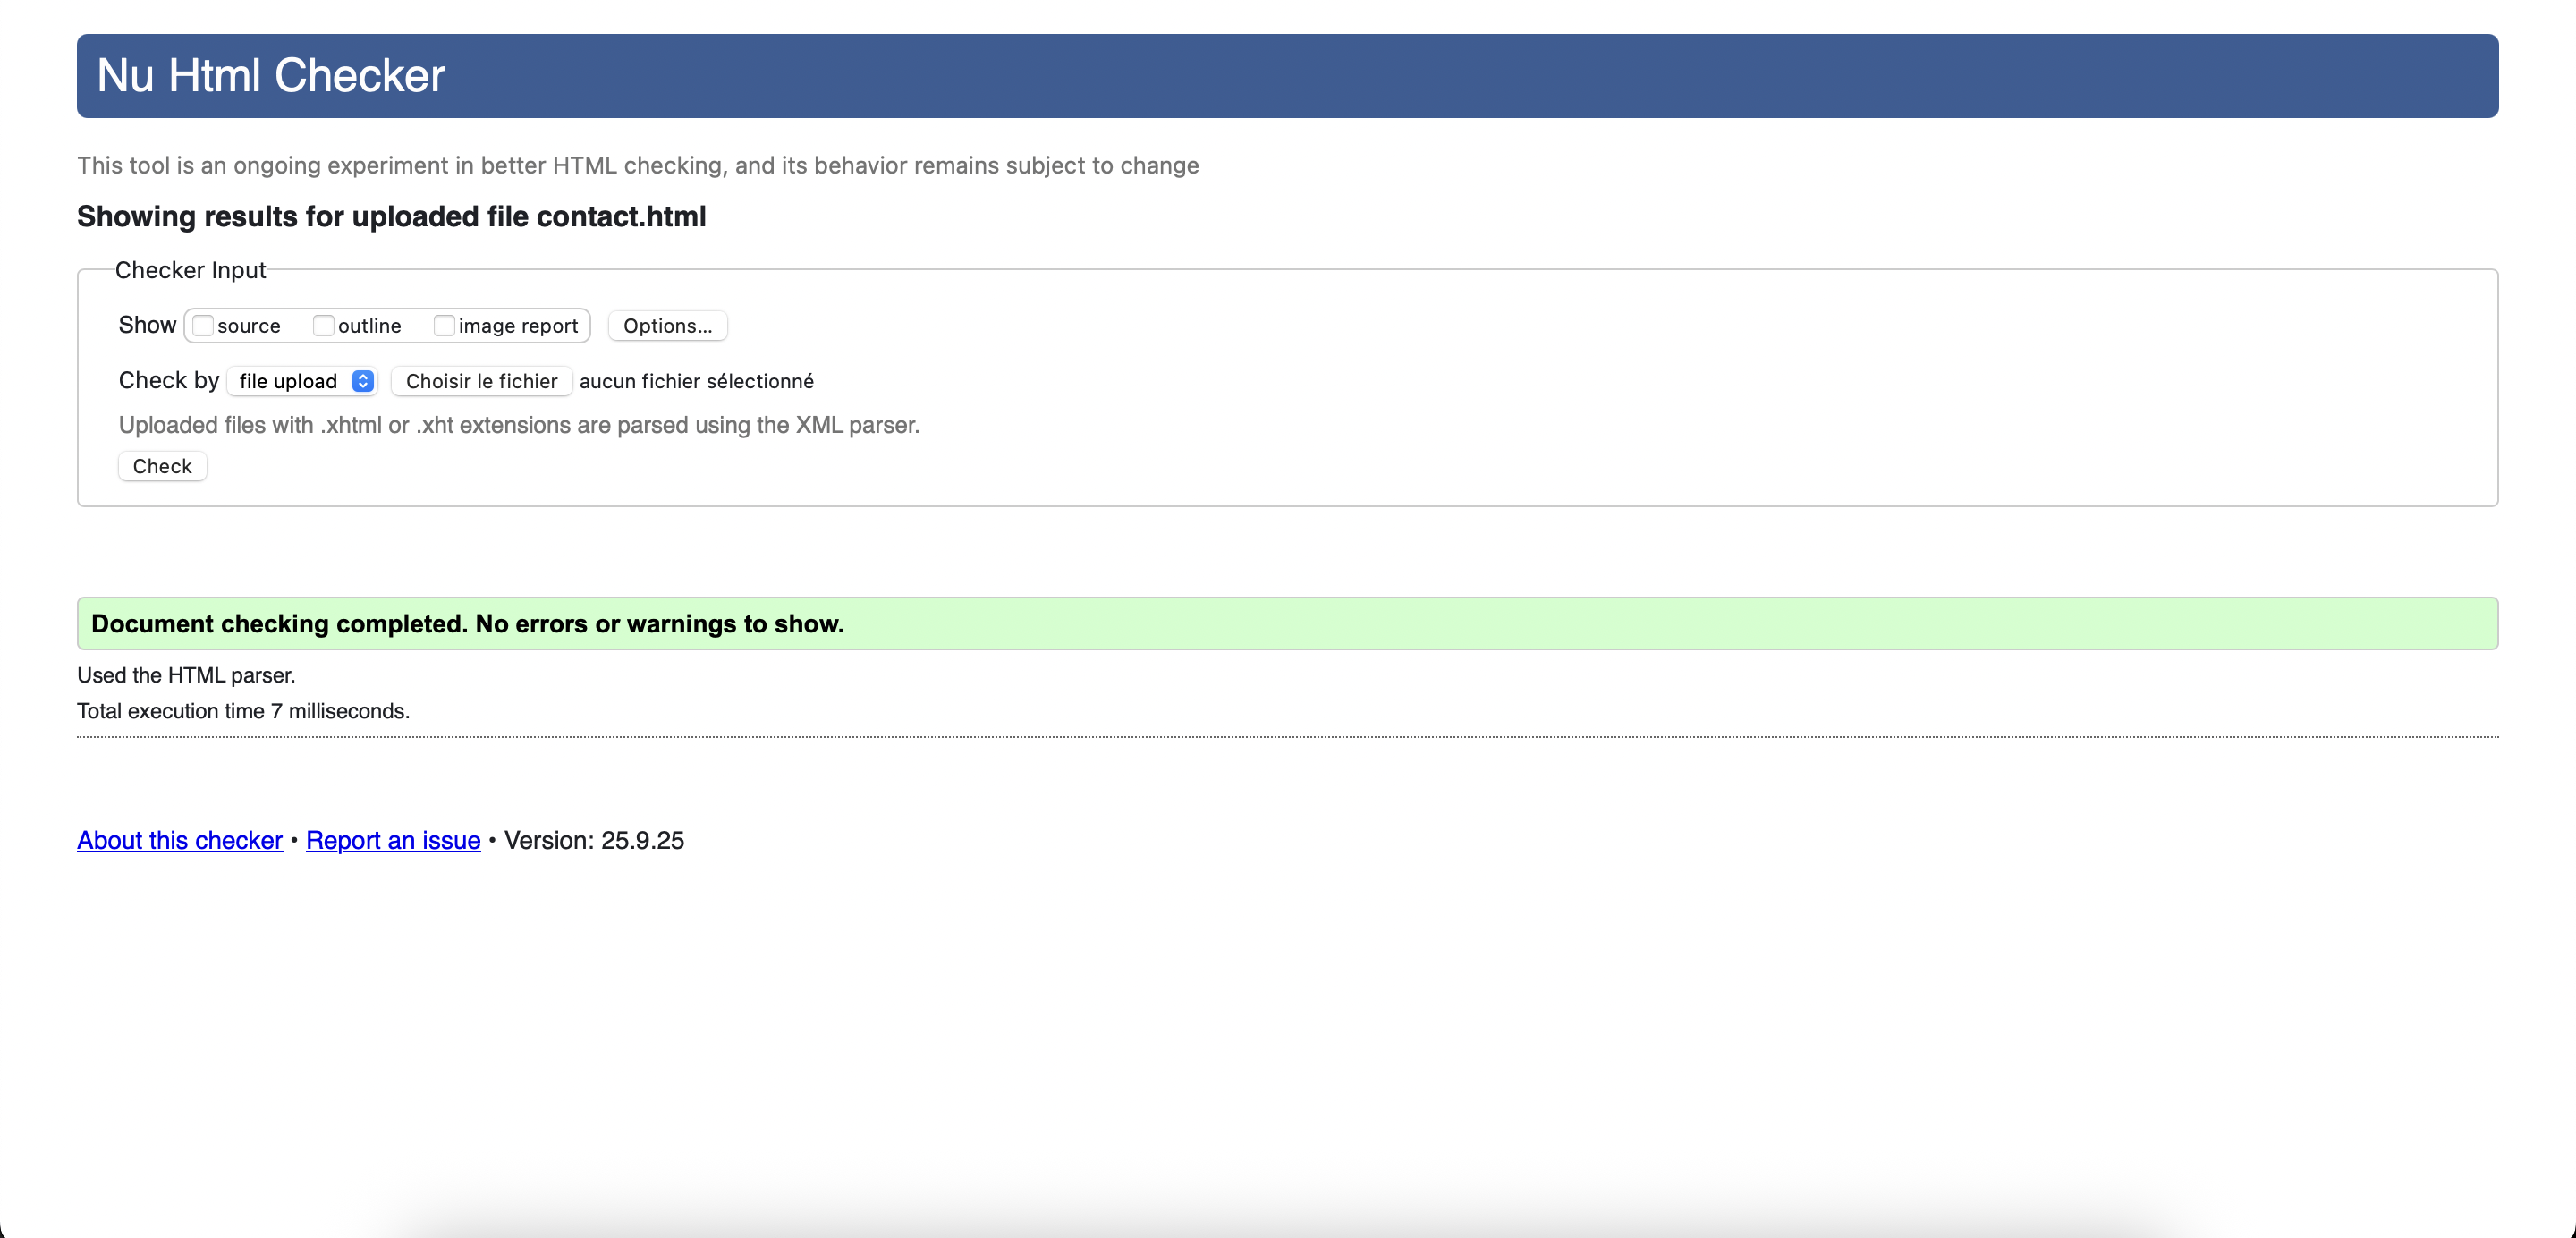 Nu Html Checker
This tool is an ongoing experiment in better HTML checking, and its behavior remains subject to change
Showing results for uploaded file contact.html
Checker Input
Show source outline image report Options...
Check by file upload Choisir le fichier aucun fichier sélectionné
Uploaded files with .xhtml or .xht extensions are parsed using the XML parser.
Check
Document checking completed. No errors or warnings to show.
Used the HTML parser.
Total execution time 7 milliseconds.
About this checker • Report an issue • Version: 25.9.25